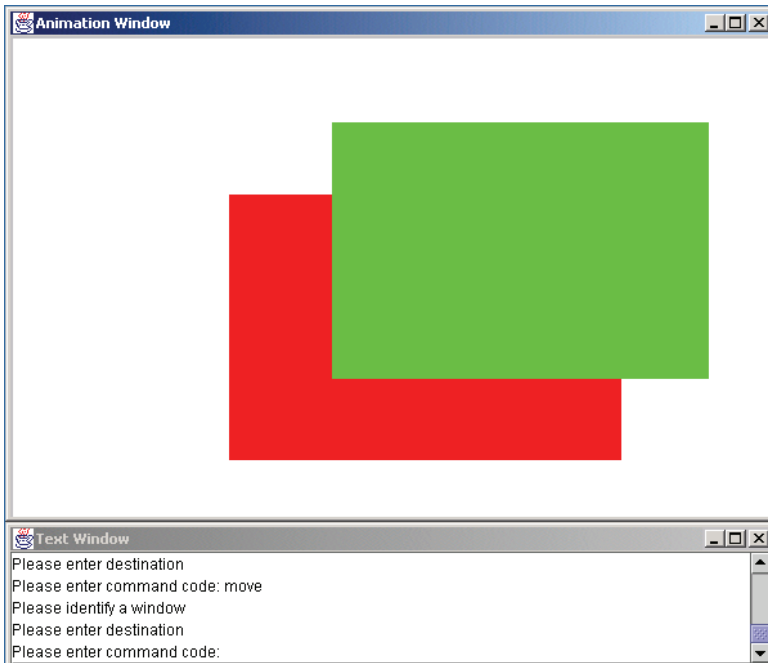 Animation Window
Text Window
Please enter destination
Please enter command code: move
Please identify a window
Please enter destination
Please enter command code: